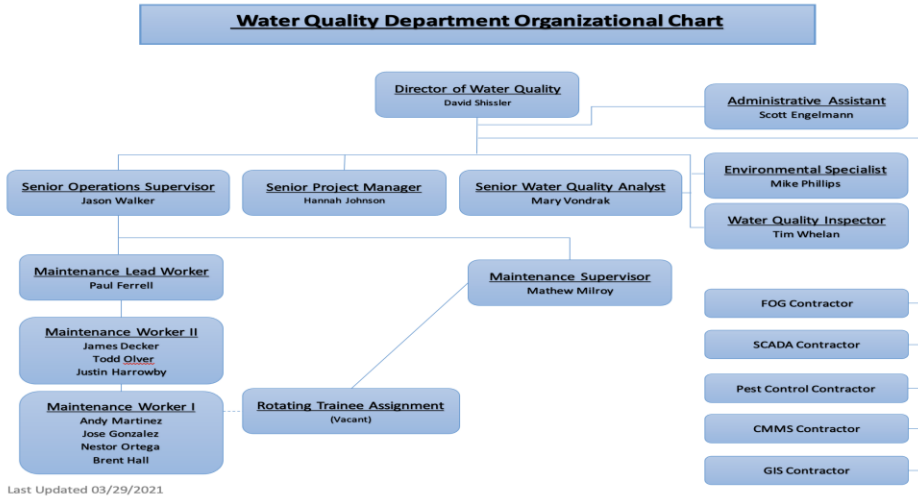 Water Quality Department Organizational Chart
Director of Water Quality
David Shissler
Administrative Assistant
Scott Engelmann
Senior Operations Supervisor
Jason Walker
Senior Project Manager
Hannah Johnson
Senior Water Quality Analyst
Mary Vondrak
Environmental Specialist
Mike Phillips
Water Quality Inspector
Tim Whelan
Maintenance Lead Worker
Paul Ferrell
Maintenance Supervisor
Mathew Milroy
Maintenance Worker II
James Decker
Todd Olver
Justin Harrowby
Maintenance Worker I
Andy Martinez
Jose Gonzalez
Nestor Ortega
Brent Hall
Rotating Trainee Assignment
(Vacant)
FOG Contractor
SCADA Contractor
Pest Control Contractor
CMMS Contractor
GIS Contractor
Last Updated 03/29/2021